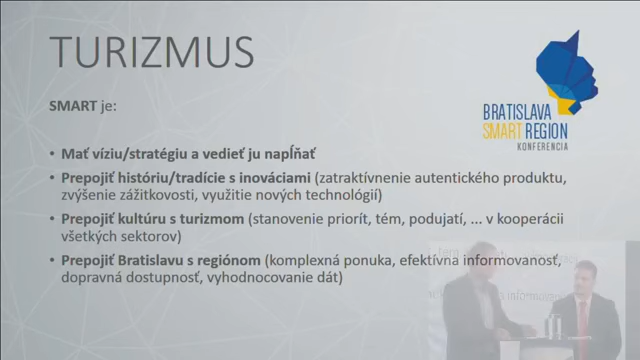 TURIZMUS
SMART je:
• Mať víziu/stratégiu a vedieť ju napĺňať
• Prepojiť históriu/tradície s inováciami (zatraktívnenie autentického produktu,
zvýšenie zážitkovosti, využitie nových technológií)
• Prepojiť kultúru s turizmom (stanovenie priorít, tém, podujatí, ... v kooperácii
všetkých sektorov)
• Prepojiť Bratislavu s regiónom (komplexná ponuka, efektívna informovanosť,
dopravná dostupnosť, vyhodnocovanie dát)
BRATISLAVA
SMART REGION
KONFERENCIA